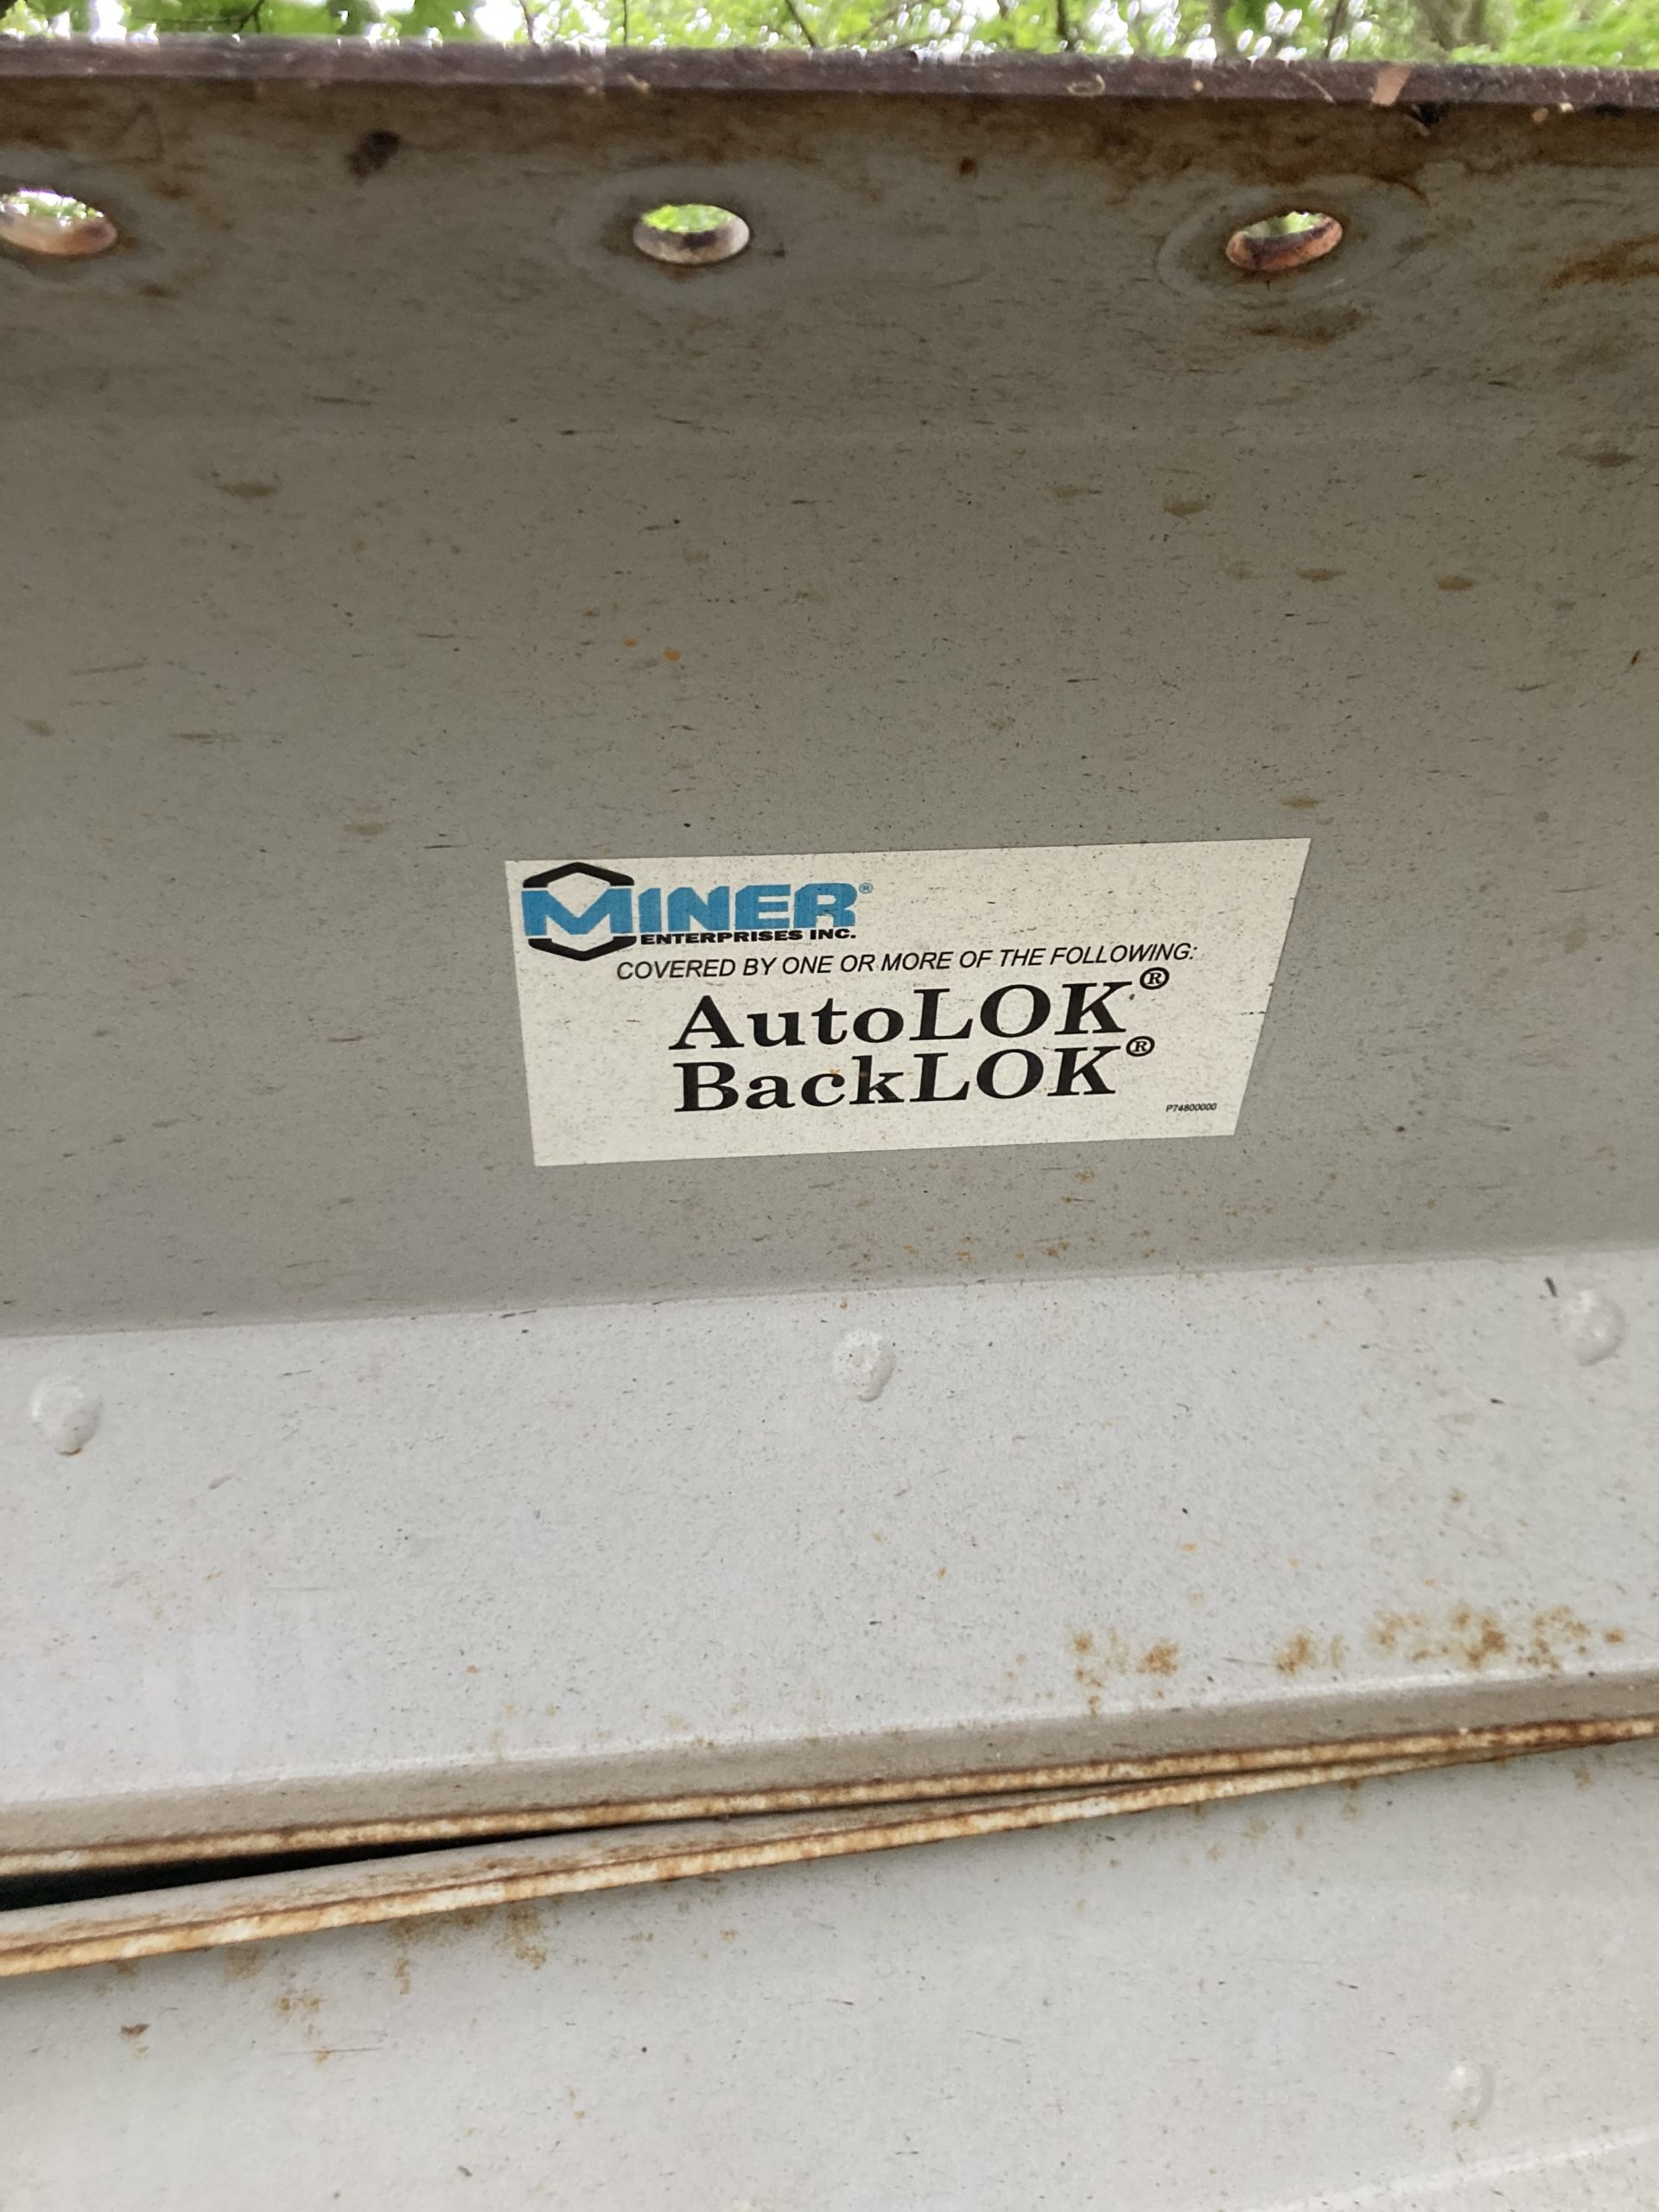 MINER®
ENTERPRISES INC.
COVERED BY ONE OR MORE OF THE FOLLOWING:
AutoLOK®
BackLOK®
P74800000